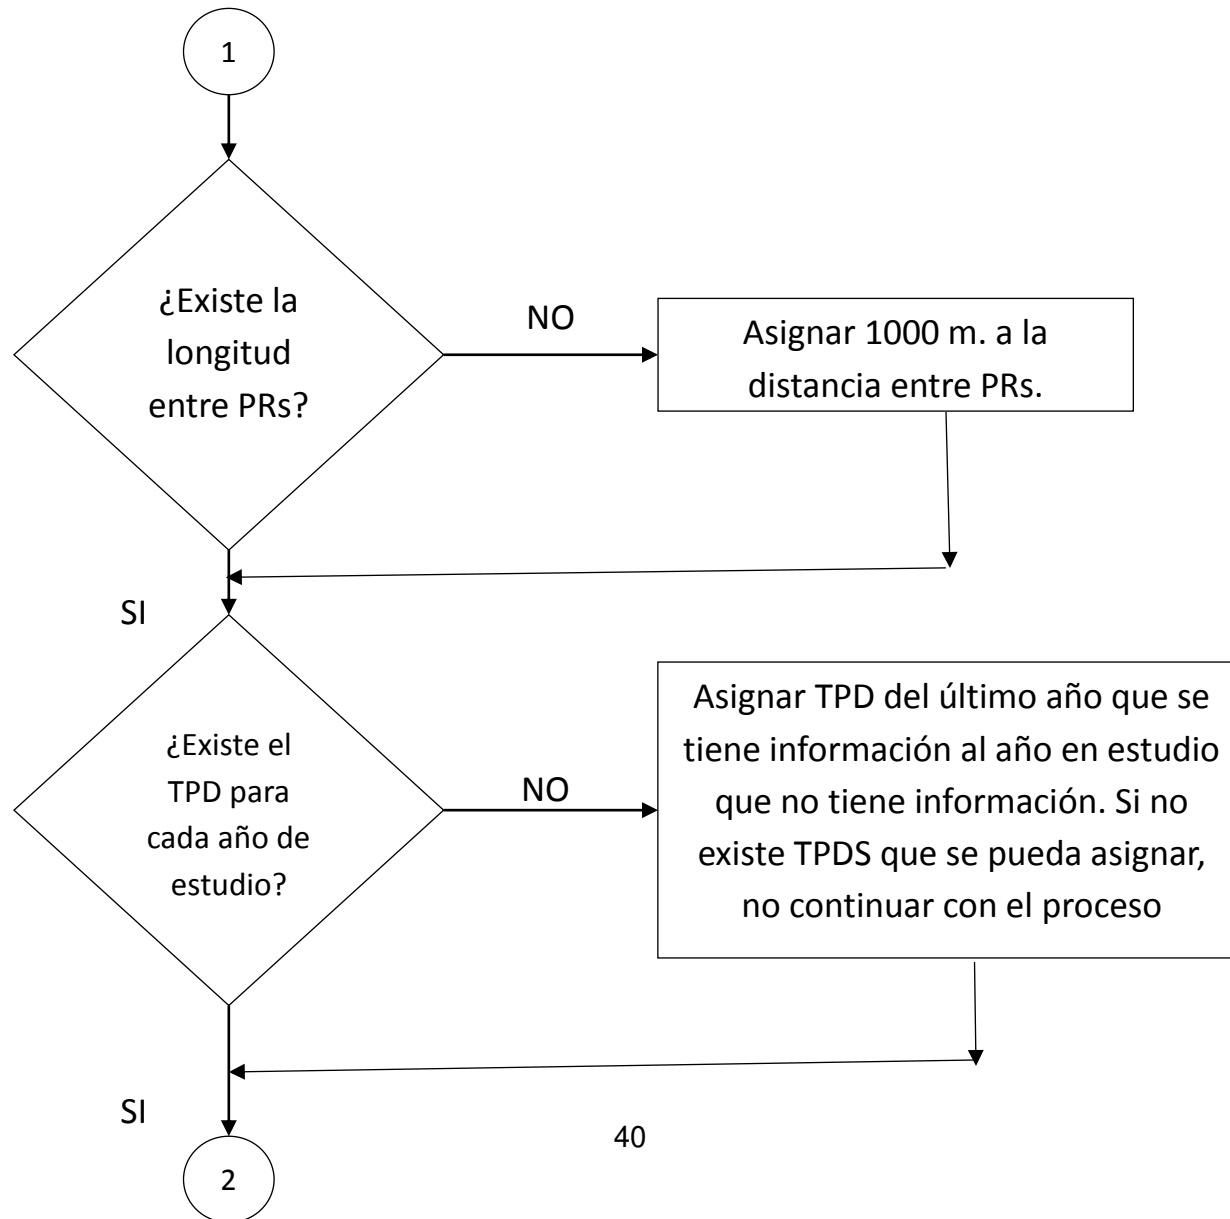 1
¿Existe la
longitud
entre PRs?
NO
Asignar 1000 m. a la
distancia entre PRs.
SI
¿Existe el
TPD para
cada año de
estudio?
NO
Asignar TPD del último año que se
tiene información al año en estudio
que no tiene información. Si no
existe TPDS que se pueda asignar,
no continuar con el proceso
SI
40
2